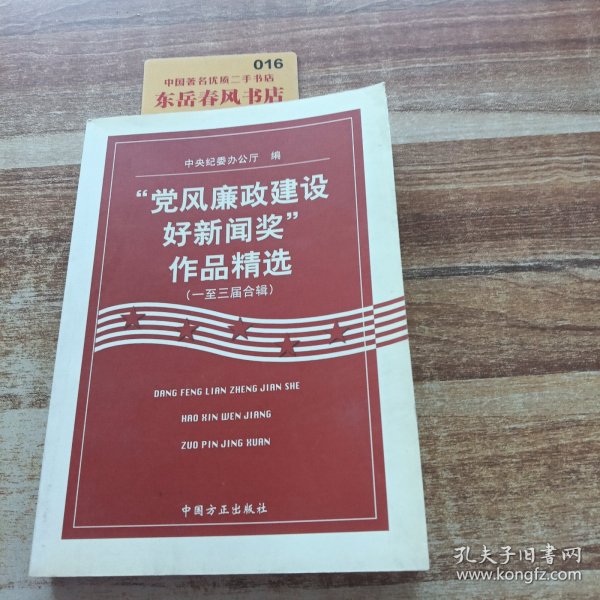 016
中国著名优质二手书店
东岳春风书店
中央纪委办公厅 编
“党风廉政建设
好新闻奖”
作品精选
（一至三届合辑）
DANG FENG LIAN ZHENG JIAN SHE
HAO XIN WEN JIANG
ZUO PIN JING XUAN
中国方正出版社
孔夫子旧书网
www.kongfz.com